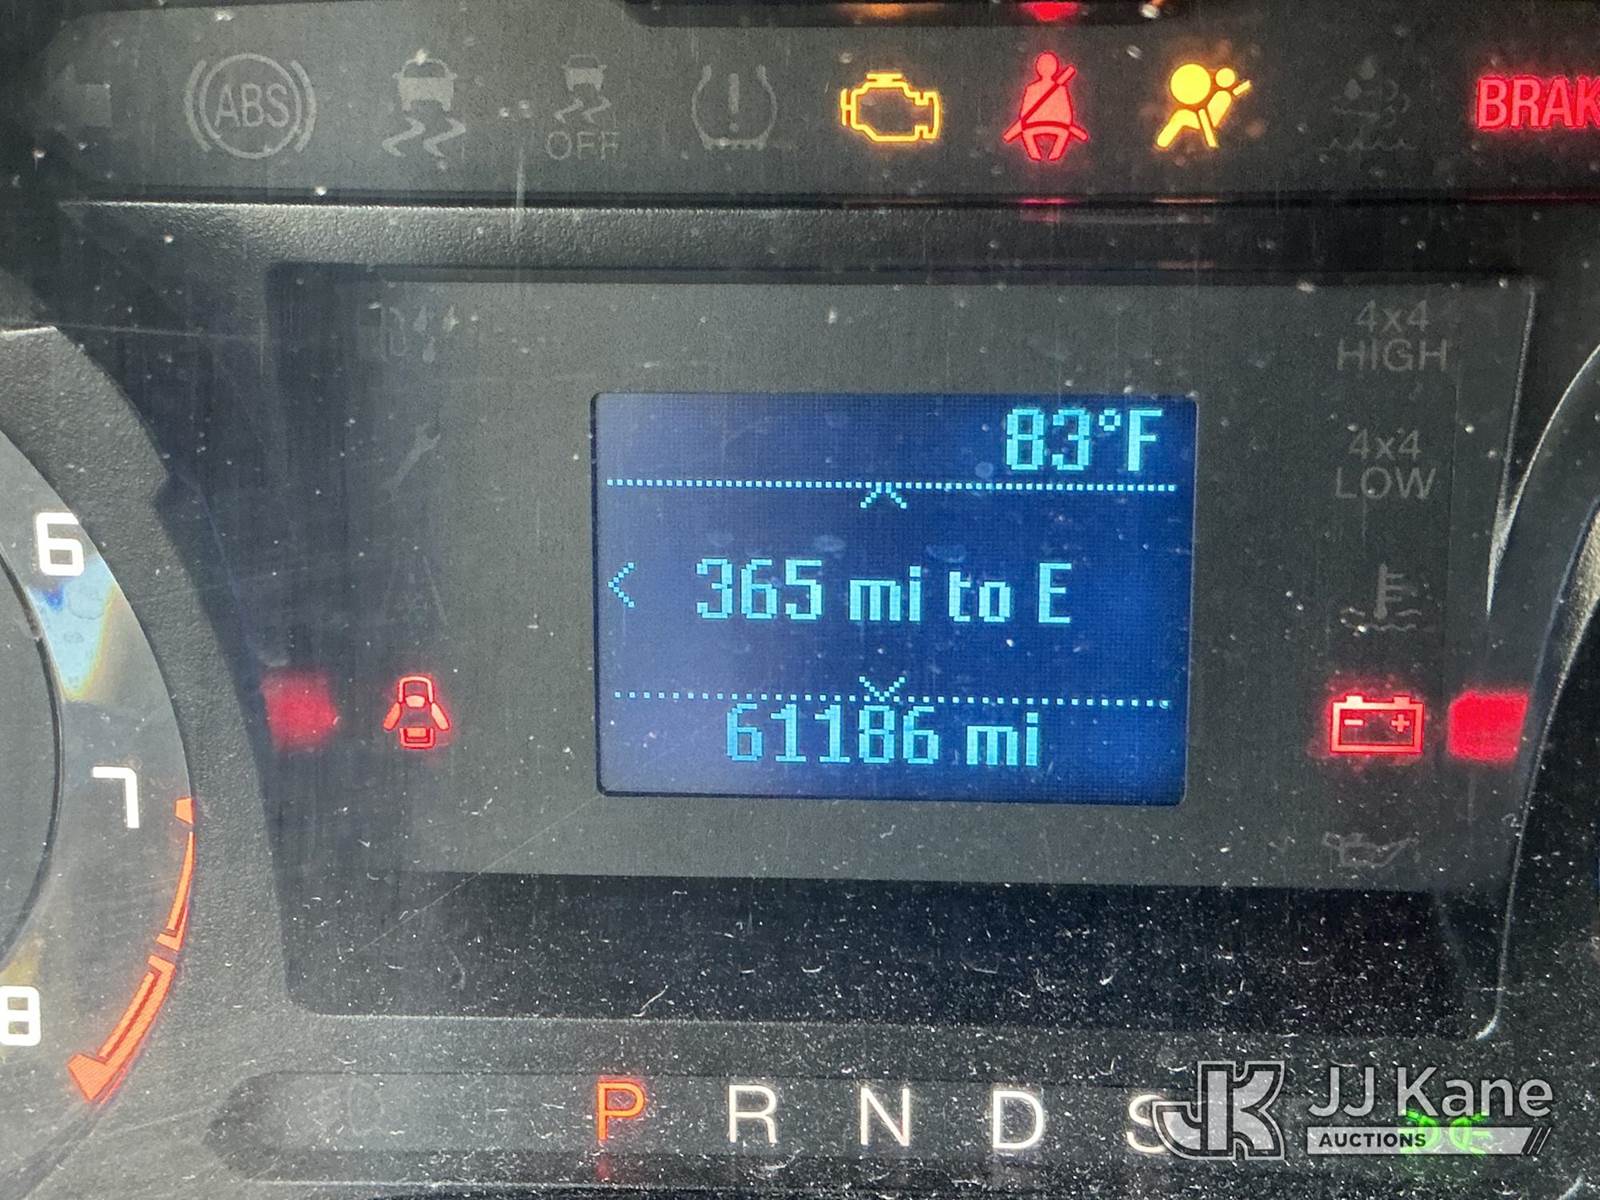 ABS
OFF
BRAK
4x4
HIGH
83°F
4x4
LOW
6
365 mi to E
61186 mi
7
8
P R N D S
JK JJ Kane
AUCTIONS